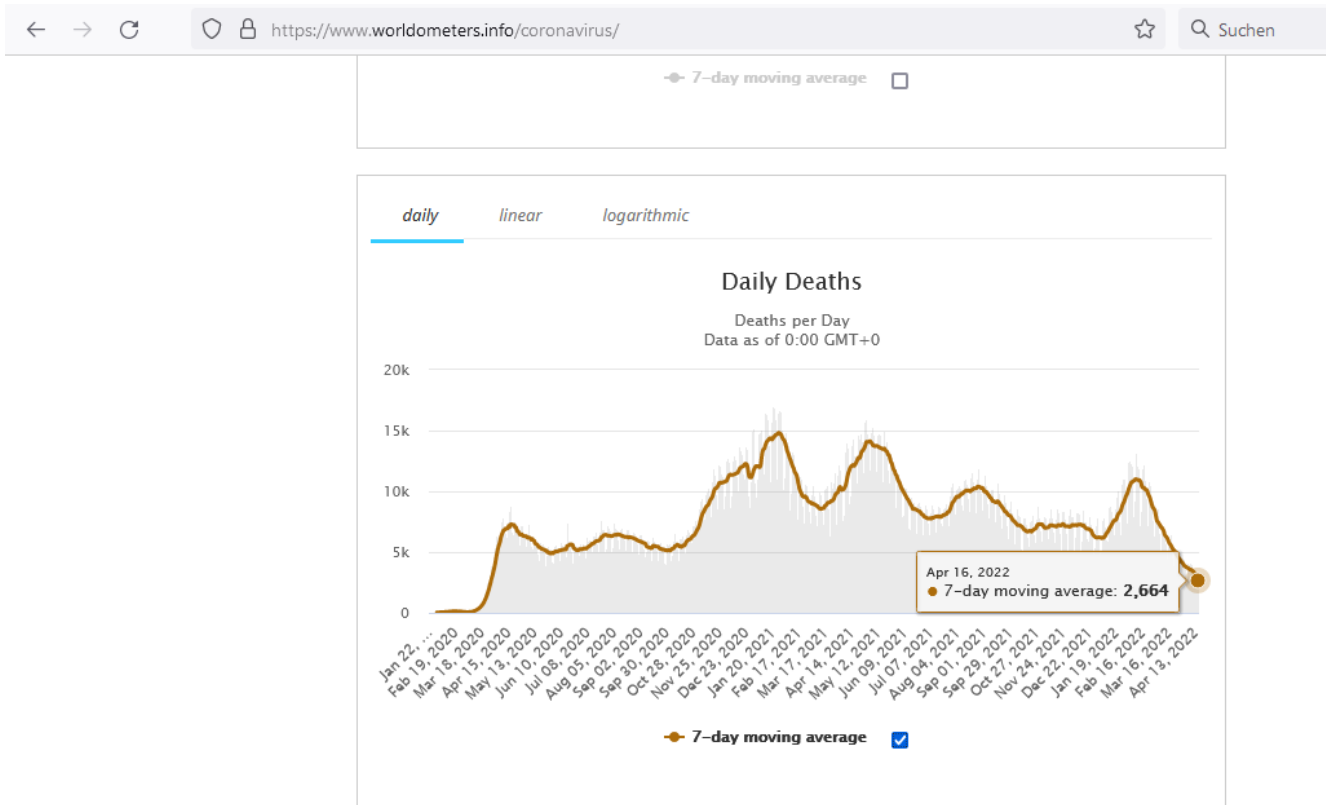 https://www.worldometers.info/coronavirus/
Suchen
7-day moving average
daily linear logarithmic
Daily Deaths
Deaths per Day
Data as of 0:00 GMT+0
20k
15k
10k
5k
0
Apr 16, 2022
7-day moving average: 2,664
Jan 22, ...
Feb 19, 2020
Mar 18, 2020
Apr 15, 2020
May 13, 2020
Jun 10, 2020
Jul 08, 2020
Aug 05, 2020
Sep 02, 2020
Sep 30, 2020
Oct 28, 2020
Nov 25, 2020
Dec 23, 2020
Jan 20, 2021
Feb 17, 2021
Mar 17, 2021
Apr 14, 2021
May 12, 2021
Jun 09, 2021
Jul 07, 2021
Aug 04, 2021
Sep 01, 2021
Sep 29, 2021
Oct 27, 2021
Nov 24, 2021
Dec 22, 2021
Jan 19, 2022
Feb 16, 2022
Mar 16, 2022
Apr 13, 2022
7-day moving average